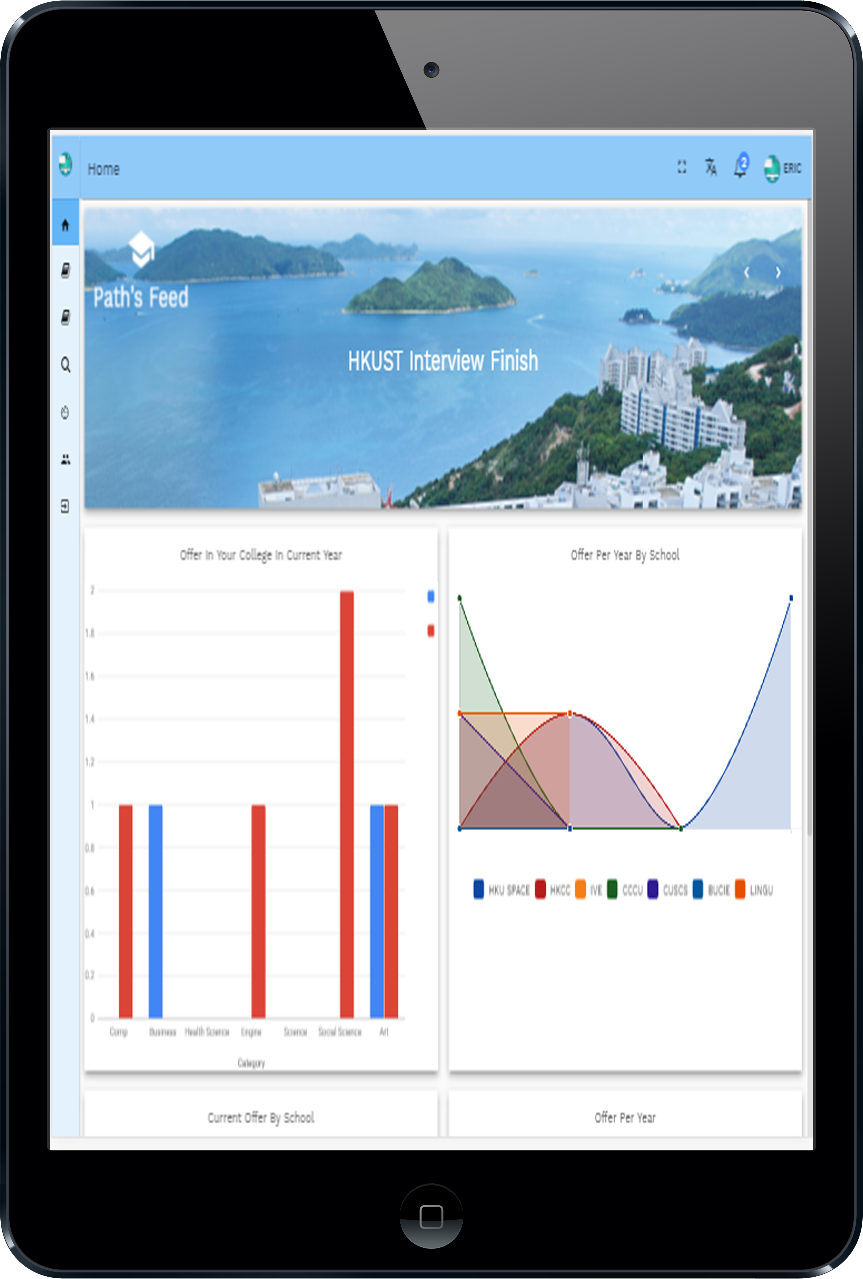 Home
2
ERIC
Path's Feed
HKUST Interview Finish
Offer In Your College In Current Year
2
1.8
1.6
1.4
1.2
1
0.8
0.6
0.4
0.2
0
Comp Business Health Science Engine Science Social Science Art
Category
Offer Per Year By School
HKU SPACE HKCC IVE CCCU CUSCS BUCIE LINGU
Current Offer By School
Offer Per Year